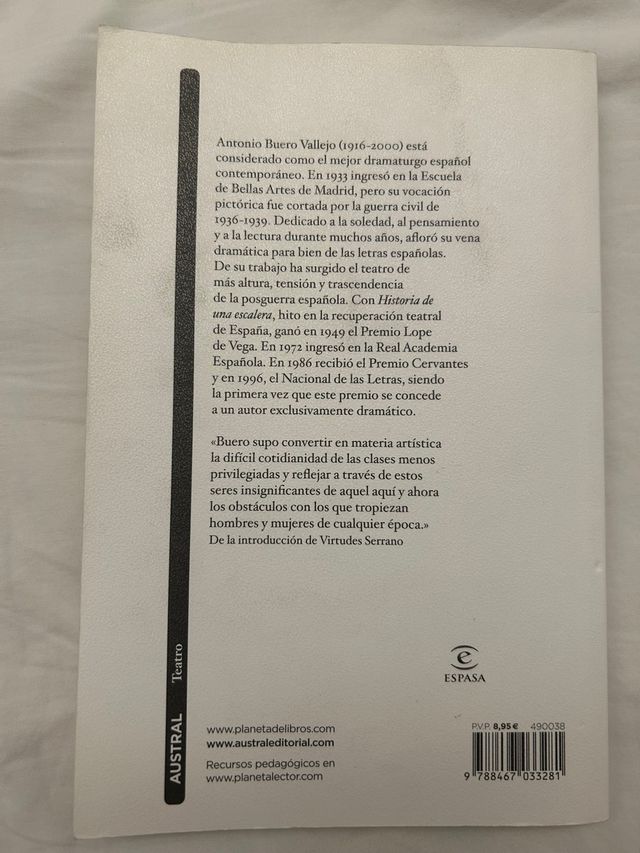 Antonio Buero Vallejo (1916-2000) está
considerado como el mejor dramaturgo español
contemporáneo. En 1933 ingresó en la Escuela
de Bellas Artes de Madrid, pero su vocación
pictórica fue cortada por la guerra civil de
1936-1939. Dedicado a la soledad, al pensamiento
y a la lectura durante muchos años, afloró su vena
dramática para bien de las letras españolas.
De su trabajo ha surgido el teatro de
más altura, tensión y trascendencia
de la posguerra española. Con Historia de
una escalera, hito en la recuperación teatral
de España, ganó en 1949 el Premio Lope
de Vega. En 1972 ingresó en la Real Academia
Española. En 1986 recibió el Premio Cervantes
y en 1996, el Nacional de las Letras, siendo
la primera vez que este premio se concede
a un autor exclusivamente dramático.
«Buero supo convertir en materia artística
la difícil cotidianidad de las clases menos
privilegiadas y reflejar a través de estos
seres insignificantes de aquel aquí y ahora
los obstáculos con los que tropiezan
hombres y mujeres de cualquier época.»
De la introducción de Virtudes Serrano
AUSTRAL Teatro
e
ESPASA
www.planetadelibros.com
www.australeditorial.com
Recursos pedagógicos en
www.planetalector.com
P.V.P. 8,95 € 490038
9 788467 033281